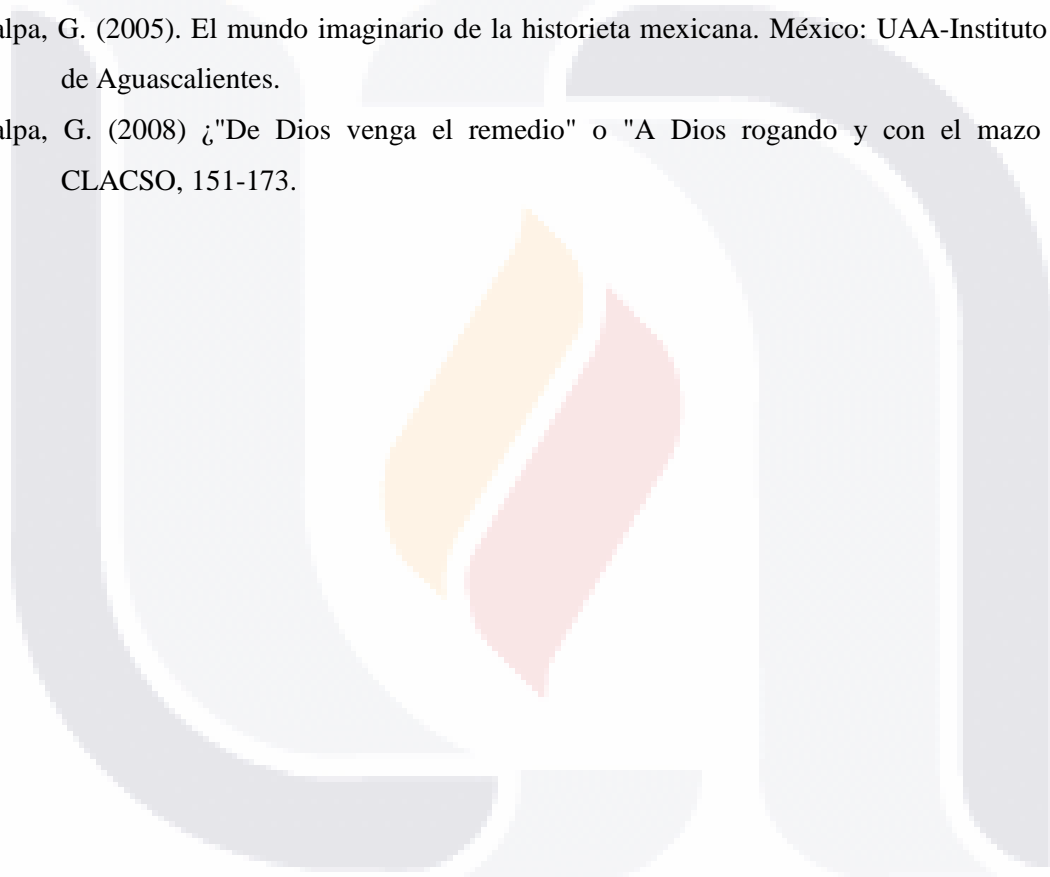 alpa, G. (2005). El mundo imaginario de la historieta mexicana. México: UAA-Instituto
de Aguascalientes.
alpa, G. (2008) ¿"De Dios venga el remedio" o "A Dios rogando y con el mazo
CLACSO, 151-173.